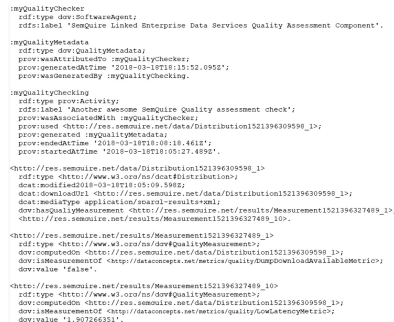 :myQualityChecker
rdf:type dqv:SoftwareAgent;
rdfs:label 'SemQuire Linked Enterprise Data Services Quality Assessment Component'.
:myQualityMetadata
rdf:type dqv:QualityMetadata;
prov:wasAttributedTo :myQualityChecker;
prov:generatedAtTime '2018-03-18T18:15:52.095Z';
prov:wasGeneratedBy :myQualityChecking.
:myQualityChecking
rdf:type prov:Activity;
rdfs:label 'Another awesome SemQuire Quality assessment check';
prov:wasAssociatedWith :myQualityChecker;
prov:used <http://res.semquire.net/data/Distribution1521396309598_1>;
prov:generated :myQualityMetadata;
prov:endedAtTime '2018-03-18T18:08:18.461Z';
prov:startedAtTime '2018-03-18T18:05:27.489Z'.
<http://res.semquire.net/data/Distribution1521396309598_1>
rdf:type <http://www.w3.org/ns/dcat#Distribution>;
dcat:modified2018-03-18T18:05:09.598Z;
dcat:downloadUrl <http://res.semquire.net/data/Distribution1521396309598_1>;
dcat:mediaType application/sparql-results+xml;
dqv:hasQualiyMeasurement <http://res.semquire.net/results/Measurement1521396327489_1>,
<http://res.semquire.net/results/Measurement1521396327489_10>.
<http://res.semquire.net/results/Measurement1521396327489_1>
rdf:type <http://www.w3.org/ns/dqv#QualityMeasurement>;
dqv:computedOn <http://res.semquire.net/data/Distribution1521396309598_1>;
dqv:isMeasurementOf <http://dataconcepts.net/metrics/quality/DumpDownloadAvailableMetric>;
dqv:value 'false'.
<http://res.semquire.net/results/Measurement1521396327489_10>
rdf:type <http://www.w3.org/ns/dqv#QualityMeasurement>;
dqv:computedOn <http://res.semquire.net/data/Distribution1521396309598_1>;
dqv:isMeasurementOf <http://dataconcepts.net/metrics/quality/LowLatencyMetric>;
dqv:value '1.907266351'.